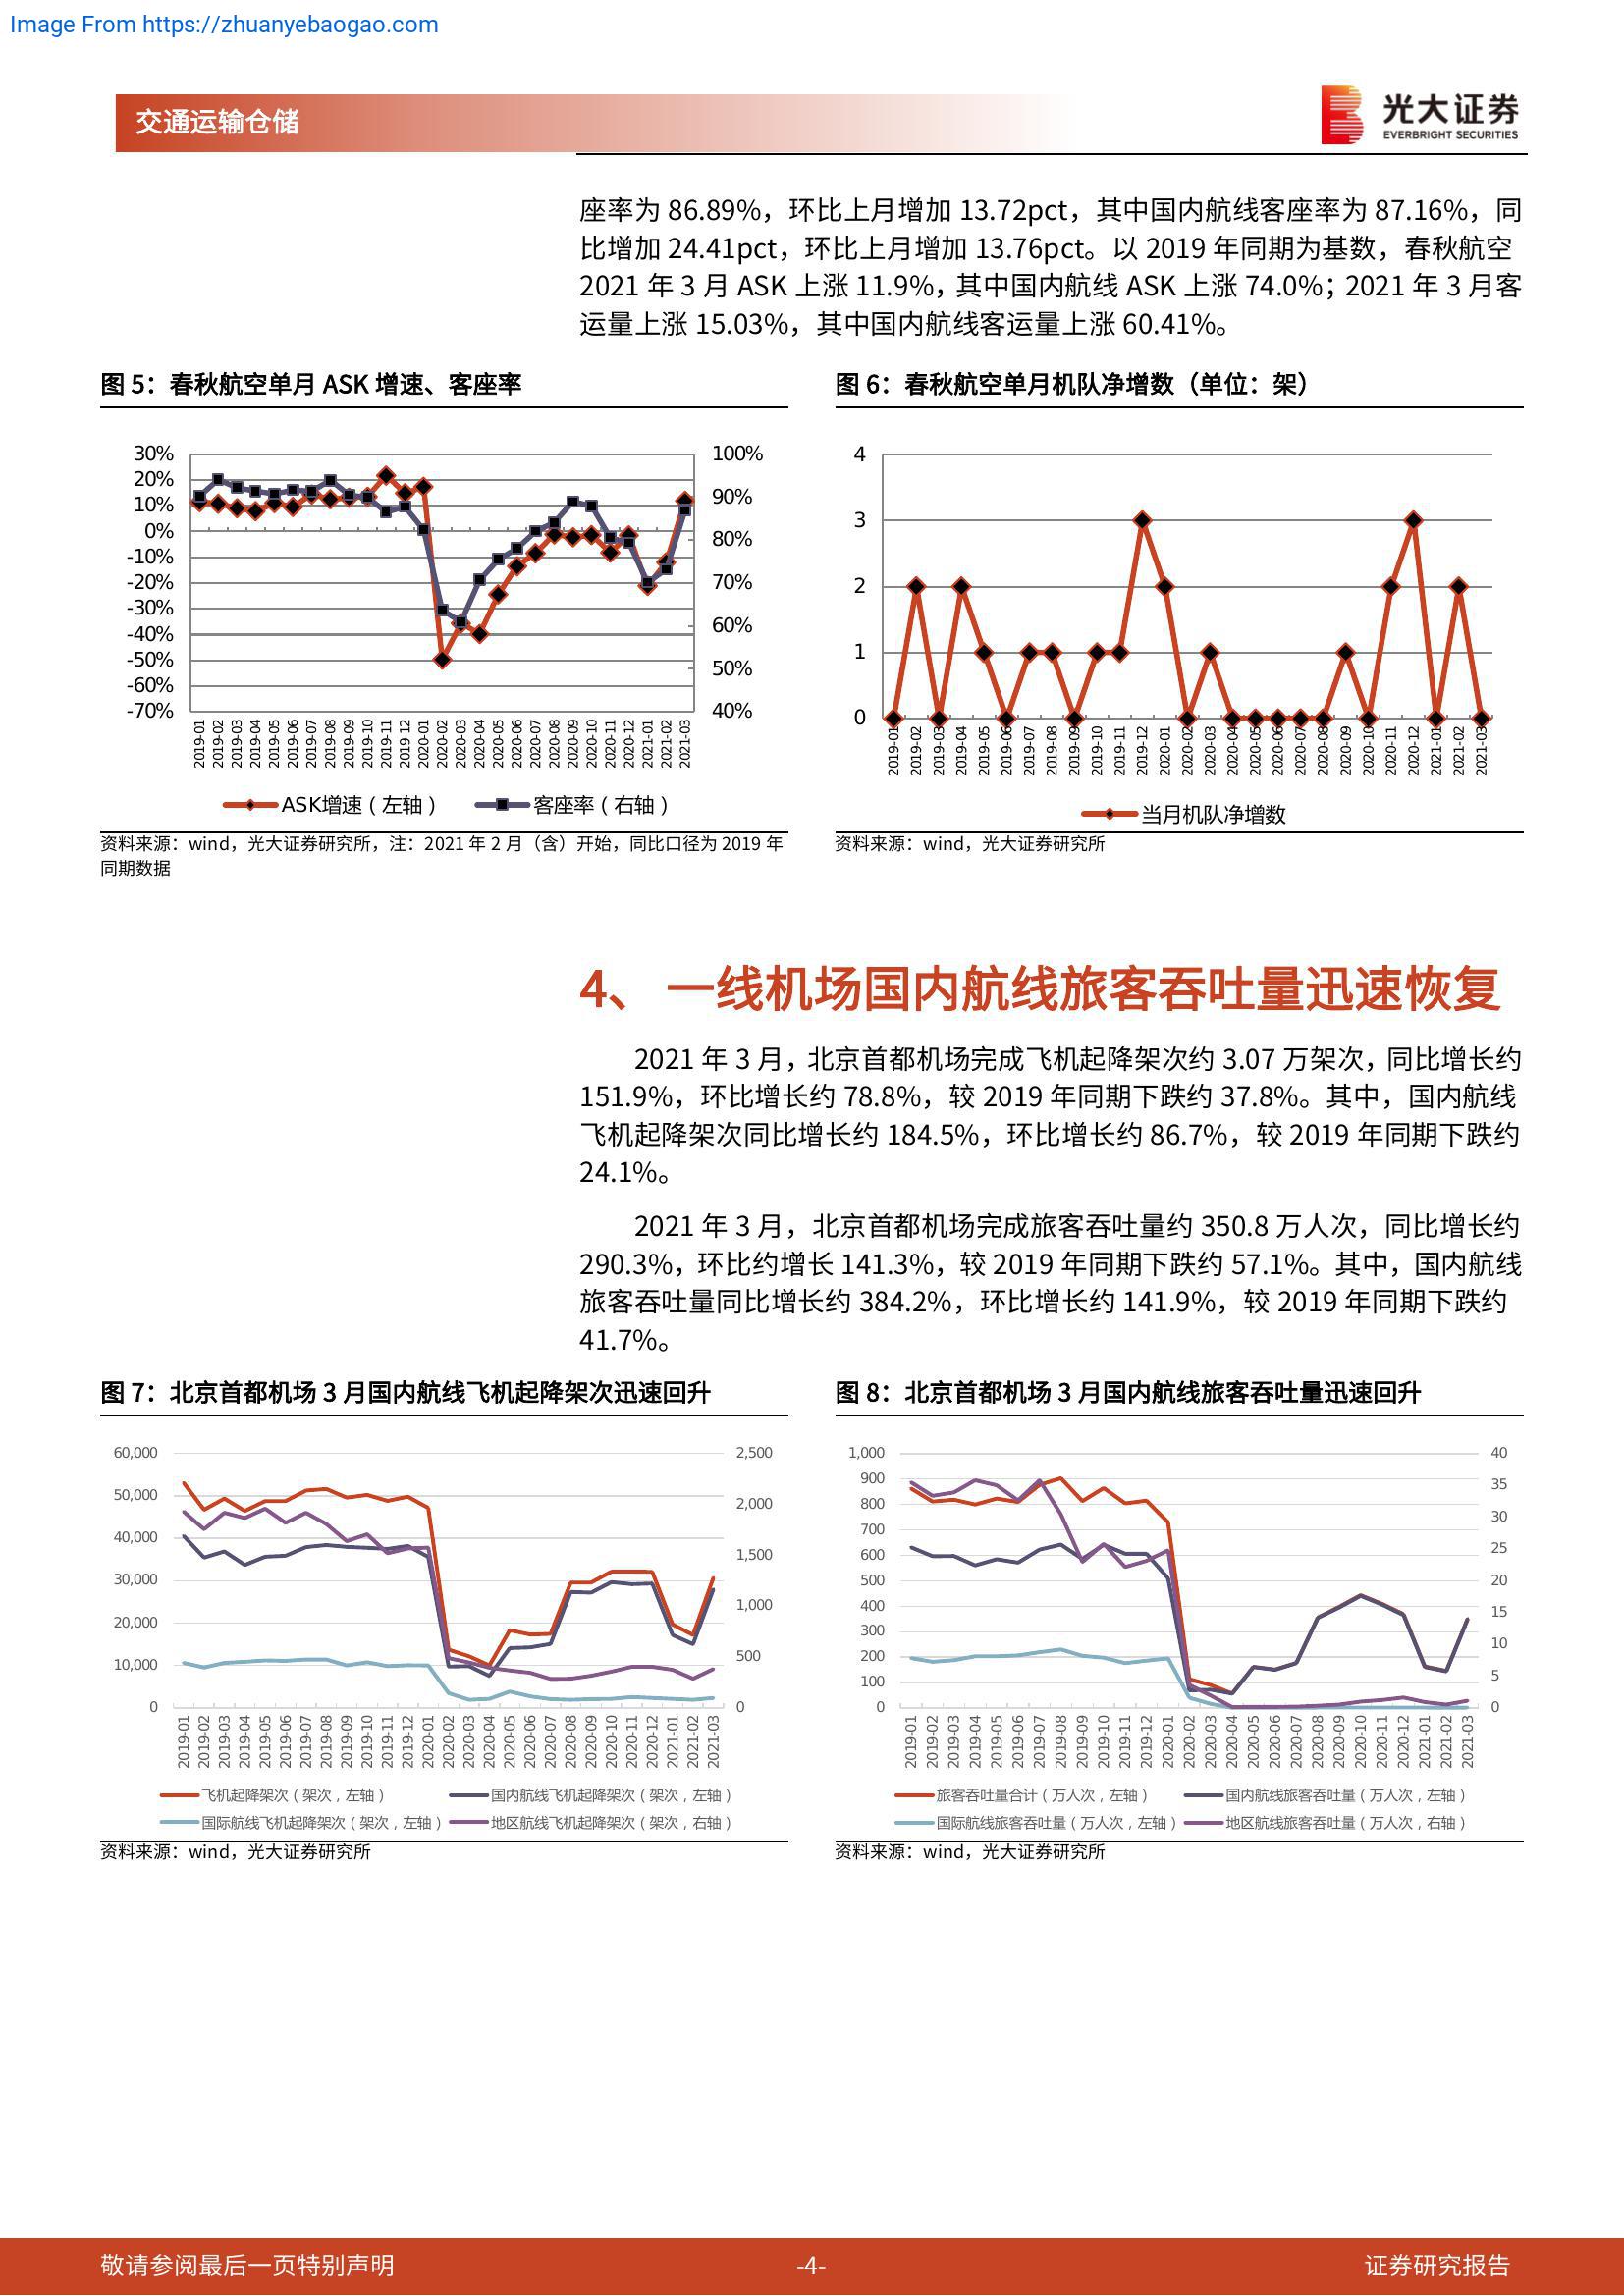 Image From https://zhuanyebaogao.com
交通运输仓储
光大证券
EVERBRIGHT SECURITIES
座率为 86.89%，环比上月增加 13.72pct，其中国内航线客座率为 87.16%，同
比增加 24.41pct，环比上月增加 13.76pct。以 2019 年同期为基数，春秋航空
2021 年 3 月 ASK 上涨 11.9%，其中国内航线 ASK 上涨 74.0%；2021 年 3 月客
运量上涨 15.03%，其中国内航线客运量上涨 60.41%。
图 5：春秋航空单月 ASK 增速、客座率
30%
20%
10%
0%
-10%
-20%
-30%
-40%
-50%
-60%
-70%
100%
90%
80%
70%
60%
50%
40%
2019-01 2019-02 2019-03 2019-04 2019-05 2019-06 2019-07 2019-08 2019-09 2019-10 2019-11 2019-12 2020-01 2020-02 2020-03 2020-04 2020-05 2020-06 2020-07 2020-08 2020-09 2020-10 2020-11 2020-12 2021-01 2021-02 2021-03
ASK增速（左轴） 客座率（右轴）
资料来源：wind，光大证券研究所，注：2021 年 2 月（含）开始，同比口径为 2019 年
同期数据
图 6：春秋航空单月机队净增数（单位：架）
4
3
2
1
0
2019-01 2019-02 2019-03 2019-04 2019-05 2019-06 2019-07 2019-08 2019-09 2019-10 2019-11 2019-12 2020-01 2020-02 2020-03 2020-04 2020-05 2020-06 2020-07 2020-08 2020-09 2020-10 2020-11 2020-12 2021-01 2021-02 2021-03
当月机队净增数
资料来源：wind，光大证券研究所
4、 一线机场国内航线旅客吞吐量迅速恢复
2021 年 3 月，北京首都机场完成飞机起降架次约 3.07 万架次，同比增长约
151.9%，环比增长约 78.8%，较 2019 年同期下跌约 37.8%。其中，国内航线
飞机起降架次同比增长约 184.5%，环比增长约 86.7%，较 2019 年同期下跌约
24.1%。
2021 年 3 月，北京首都机场完成旅客吞吐量约 350.8 万人次，同比增长约
290.3%，环比约增长 141.3%，较 2019 年同期下跌约 57.1%。其中，国内航线
旅客吞吐量同比增长约 384.2%，环比增长约 141.9%，较 2019 年同期下跌约
41.7%。
图 7：北京首都机场 3 月国内航线飞机起降架次迅速回升
60,000
50,000
40,000
30,000
20,000
10,000
0
2,500
2,000
1,500
1,000
500
0
2019-01 2019-02 2019-03 2019-04 2019-05 2019-06 2019-07 2019-08 2019-09 2019-10 2019-11 2019-12 2020-01 2020-02 2020-03 2020-04 2020-05 2020-06 2020-07 2020-08 2020-09 2020-10 2020-11 2020-12 2021-01 2021-02 2021-03
飞机起降架次（架次，左轴） 国内航线飞机起降架次（架次，左轴）
国际航线飞机起降架次（架次，左轴） 地区航线飞机起降架次（架次，右轴）
资料来源：wind，光大证券研究所
图 8：北京首都机场 3 月国内航线旅客吞吐量迅速回升
1,000
900
800
700
600
500
400
300
200
100
0
40
35
30
25
20
15
10
5
0
2019-01 2019-02 2019-03 2019-04 2019-05 2019-06 2019-07 2019-08 2019-09 2019-10 2019-11 2019-12 2020-01 2020-02 2020-03 2020-04 2020-05 2020-06 2020-07 2020-08 2020-09 2020-10 2020-11 2020-12 2021-01 2021-02 2021-03
旅客吞吐量合计（万人次，左轴） 国内航线旅客吞吐量（万人次，左轴）
国际航线旅客吞吐量（万人次，左轴） 地区航线旅客吞吐量（万人次，右轴）
资料来源：wind，光大证券研究所
敬请参阅最后一页特别声明
-4-
证券研究报告